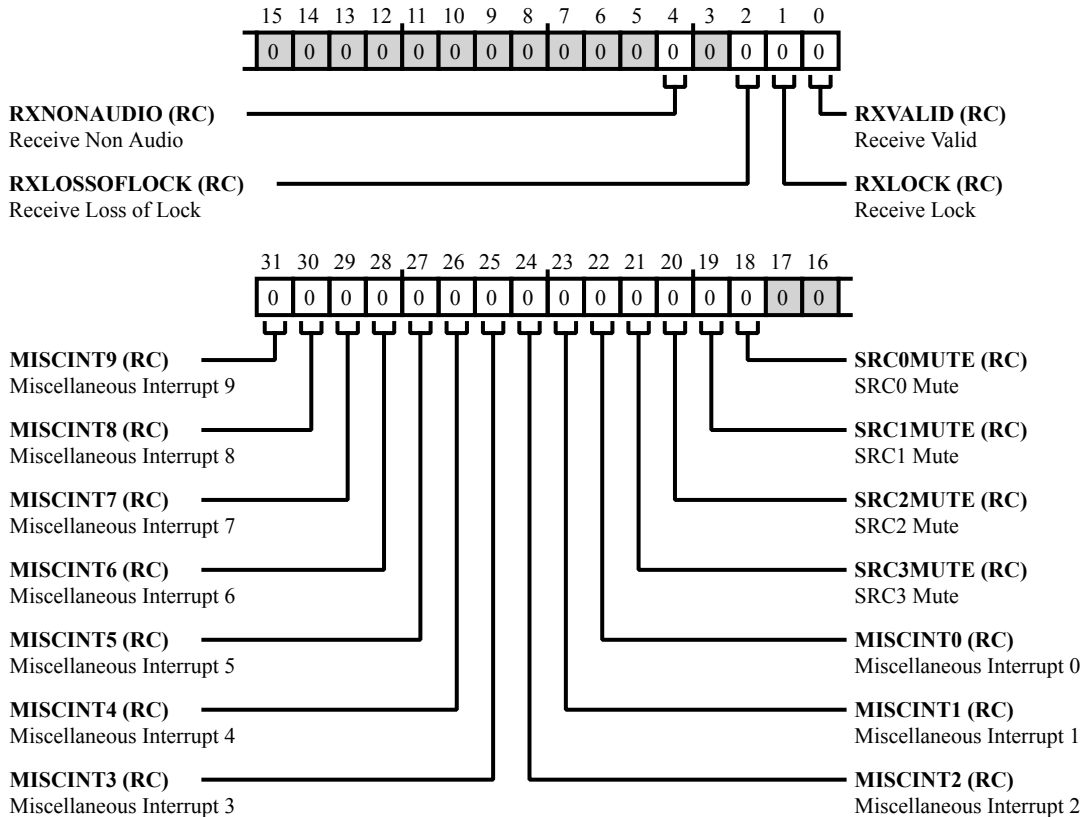 15 14 13 12 11 10 9 8 7 6 5 4 3 2 1 0
0 0 0 0 0 0 0 0 0 0 0 0 0 0 0 0
RXNONAUDIO (RC)
Receive Non Audio
RXVALID (RC)
Receive Valid
RXLOSSOFLOCK (RC)
Receive Loss of Lock
RXLOCK (RC)
Receive Lock
31 30 29 28 27 26 25 24 23 22 21 20 19 18 17 16
0 0 0 0 0 0 0 0 0 0 0 0 0 0 0 0
MISCINT9 (RC)
Miscellaneous Interrupt 9
SRC0MUTE (RC)
SRC0 Mute
MISCINT8 (RC)
Miscellaneous Interrupt 8
SRC1MUTE (RC)
SRC1 Mute
MISCINT7 (RC)
Miscellaneous Interrupt 7
SRC2MUTE (RC)
SRC2 Mute
MISCINT6 (RC)
Miscellaneous Interrupt 6
SRC3MUTE (RC)
SRC3 Mute
MISCINT5 (RC)
Miscellaneous Interrupt 5
MISCINT0 (RC)
Miscellaneous Interrupt 0
MISCINT4 (RC)
Miscellaneous Interrupt 4
MISCINT1 (RC)
Miscellaneous Interrupt 1
MISCINT3 (RC)
Miscellaneous Interrupt 3
MISCINT2 (RC)
Miscellaneous Interrupt 2